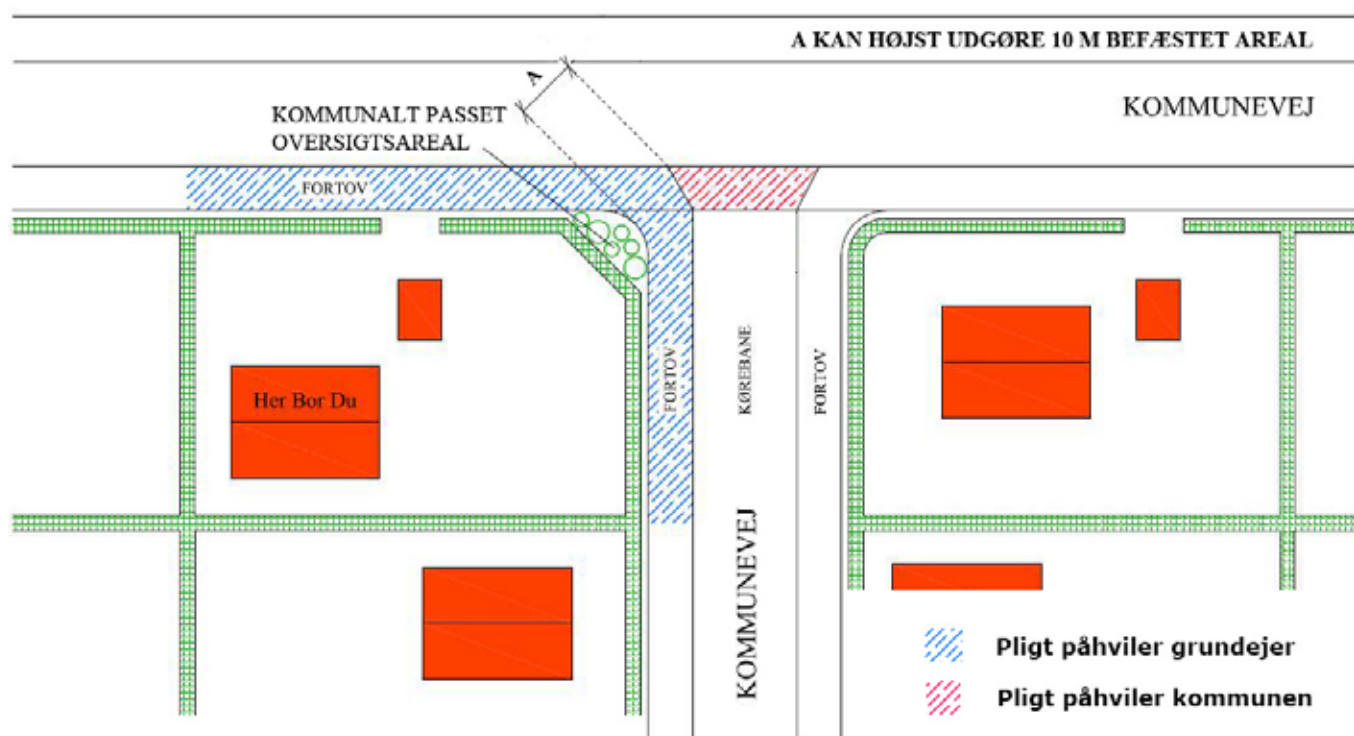 A KAN HØJST UDGØRE 10 M BEFÆSTET AREAL
A
KOMMUNALT PASSET
OVERSIGTSAREAL
KOMMUNEVEJ
FORTOV
Her Bor Du
FORTOV
KØREBANE
FORTOV
KOMMUNEVEJ
Pligt påhviler grundejer
Pligt påhviler kommunen